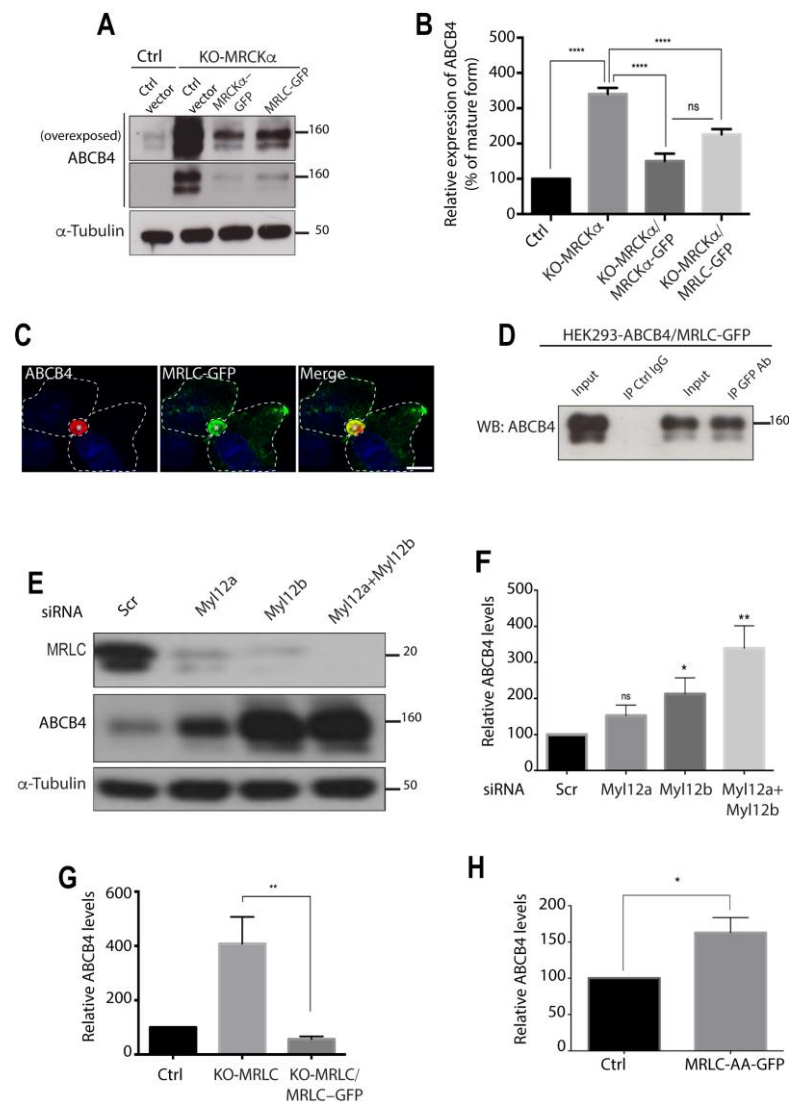 A
Ctrl
KO-MRCKα
Ctrl vector
Ctrl vector
MRCKα–GFP
MRLC-GFP
(overexposed)
ABCB4
160
160
α-Tubulin
50
B
Relative expression of ABCB4
(% of mature form)
500
400
300
200
100
0
****
****
****
ns
Ctrl
KO-MRCKα
KO-MRCKα/
MRCKα-GFP
KO-MRCKα/
MRLC-GFP
C
ABCB4
MRLC-GFP
Merge
*
*
*
D
HEK293-ABCB4/MRLC-GFP
Input
IP Ctrl IgG
Input
IP GFP Ab
WB: ABCB4
160
E
siRNA
Scr
Myl12a
Myl12b
Myl12a+Myl12b
MRLC
20
ABCB4
160
α-Tubulin
50
F
Relative ABCB4 levels
500
400
300
200
100
0
ns
*
**
siRNA
Scr
Myl12a
Myl12b
Myl12a+
Myl12b
G
Relative ABCB4 levels
600
400
200
0
**
Ctrl
KO-MRLC
KO-MRLC/
MRLC–GFP
H
Relative ABCB4 levels
200
150
100
50
0
*
Ctrl
MRLC-AA-GFP